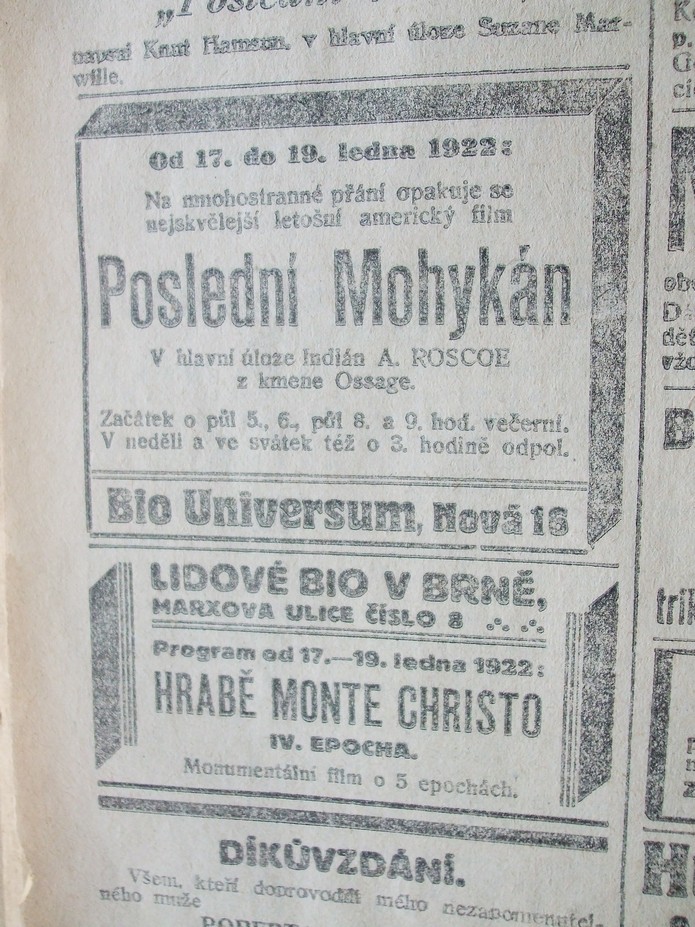 napsal Knut Hamsun, v hlavní úloze Suzane Mar-
wille.
Od 17. do 19. ledna 1922:
Na mnohostranné přání opakuje se
nejskvělejší letošní americký film
Poslední Mohykán
V hlavní úloze Indián A. ROSCOE
z kmene Ossage.
Začátek o půl 5., 6., půl 8. a 9. hod. večerní.
V neděli a ve svátek též o 3. hodině odpol.
Bio Universum, Nová 16
LIDOVÉ BIO V BRNĚ,
MARXOVA ULICE ČÍSLO 8
Program od 17.—19. ledna 1922:
HRABĚ MONTE CHRISTO
IV. EPOCHA.
Monumentální film o 5 epochách.
DÍKŮVZDÁNÍ.
Všem, kteří doprovodili mého nezapomenutel-
ného muže